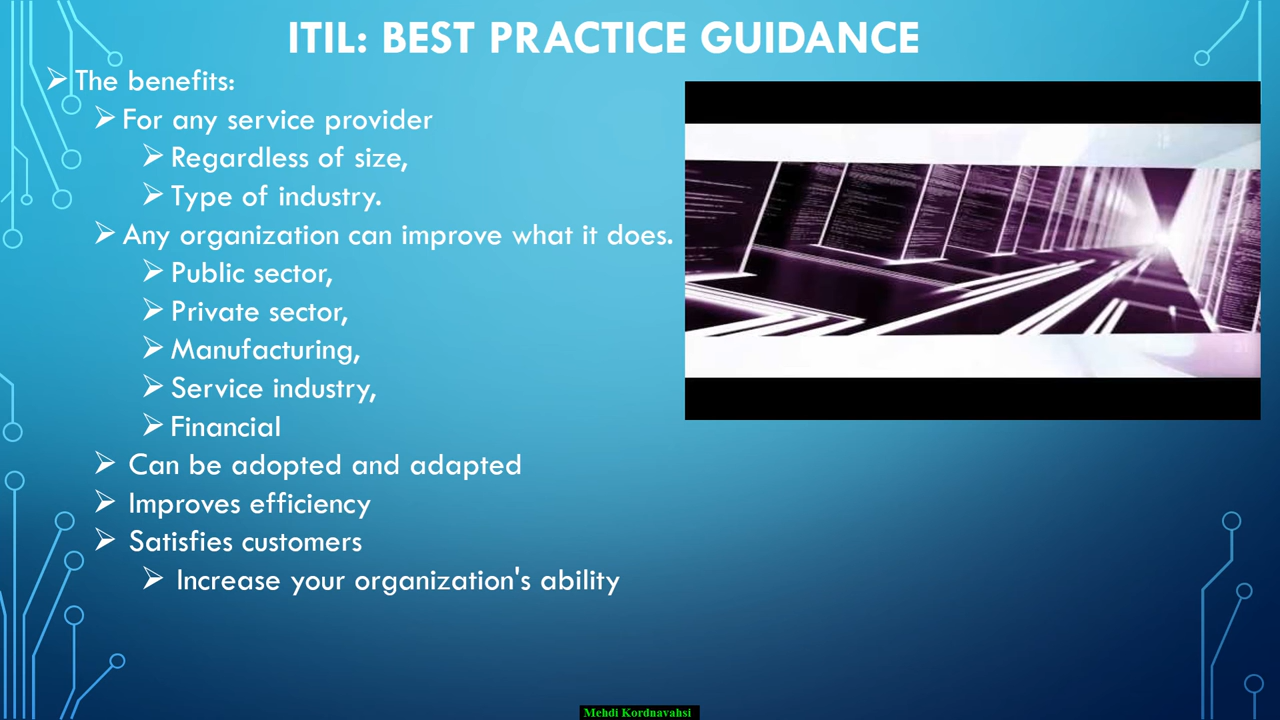 ITIL: BEST PRACTICE GUIDANCE
The benefits:
For any service provider
Regardless of size,
Type of industry.
Any organization can improve what it does.
Public sector,
Private sector,
Manufacturing,
Service industry,
Financial
Can be adopted and adapted
Improves efficiency
Satisfies customers
Increase your organization's ability
Mehdi Kordnavahsi